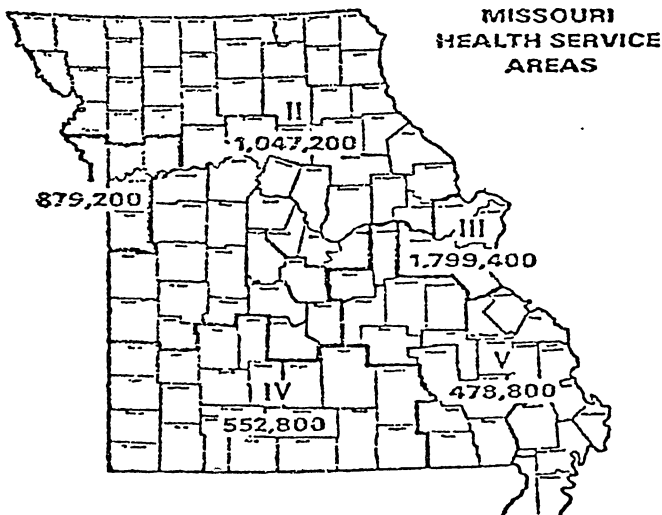 MISSOURI
HEALTH SERVICE
AREAS
II
1,047,200
879,200
III
1,799,400
V
478,800
IV
552,800